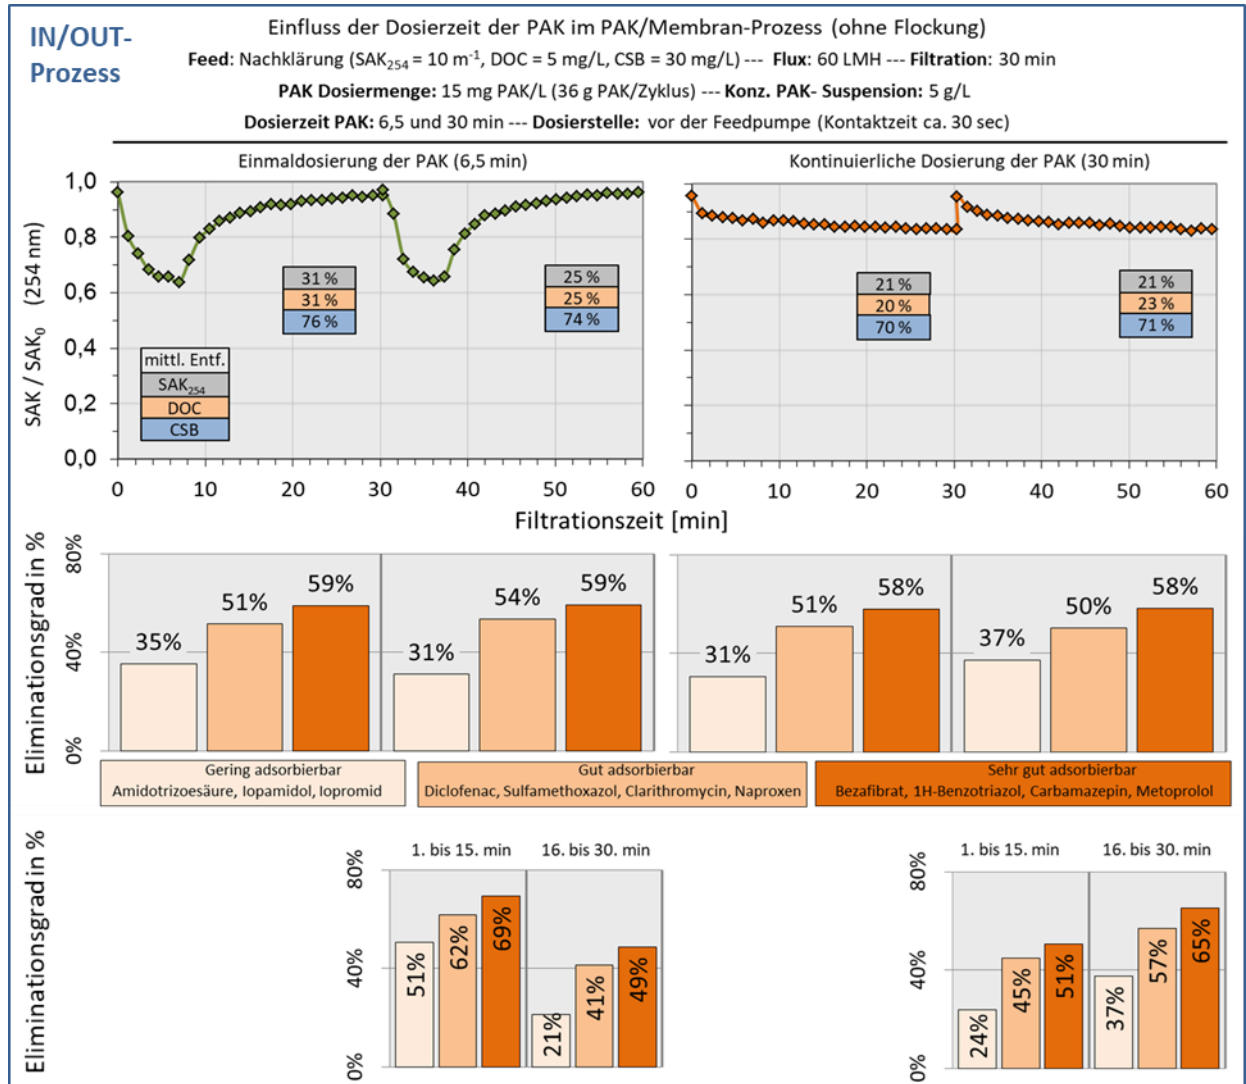 IN/OUT-
Prozess
Einfluss der Dosierzeit der PAK im PAK/Membran-Prozess (ohne Flockung)
Feed: Nachklärung (SAK254 = 10 m-1, DOC = 5 mg/L, CSB = 30 mg/L) --- Flux: 60 LMH --- Filtration: 30 min
PAK Dosiermenge: 15 mg PAK/L (36 g PAK/Zyklus) --- Konz. PAK- Suspension: 5 g/L
Dosierzeit PAK: 6,5 und 30 min --- Dosierstelle: vor der Feedpumpe (Kontaktzeit ca. 30 sec)
Einmaldosierung der PAK (6,5 min)
Kontinuierliche Dosierung der PAK (30 min)
SAK / SAK0 (254 nm)
1,0
0,8
0,6
0,4
0,2
0,0
31 %
31 %
76 %
25 %
25 %
74 %
mittl. Entf.
SAK254
DOC
CSB
21 %
20 %
70 %
21 %
23 %
71 %
0 10 20 30 40 50 60
0 10 20 30 40 50 60
Filtrationszeit [min]
Eliminationsgrad in %
80%
40%
0%
35% 51% 59%
31% 54% 59%
31% 51% 58%
37% 50% 58%
Gering adsorbierbar
Amidotrizoesäure, Iopamidol, Iopromid
Gut adsorbierbar
Diclofenac, Sulfamethoxazol, Clarithromycin, Naproxen
Sehr gut adsorbierbar
Bezafibrat, 1H-Benzotriazol, Carbamazepin, Metoprolol
Eliminationsgrad in %
80%
40%
0%
1. bis 15. min
16. bis 30. min
51% 62% 69%
21% 41% 49%
80%
40%
0%
1. bis 15. min
16. bis 30. min
24% 45% 51%
37% 57% 65%